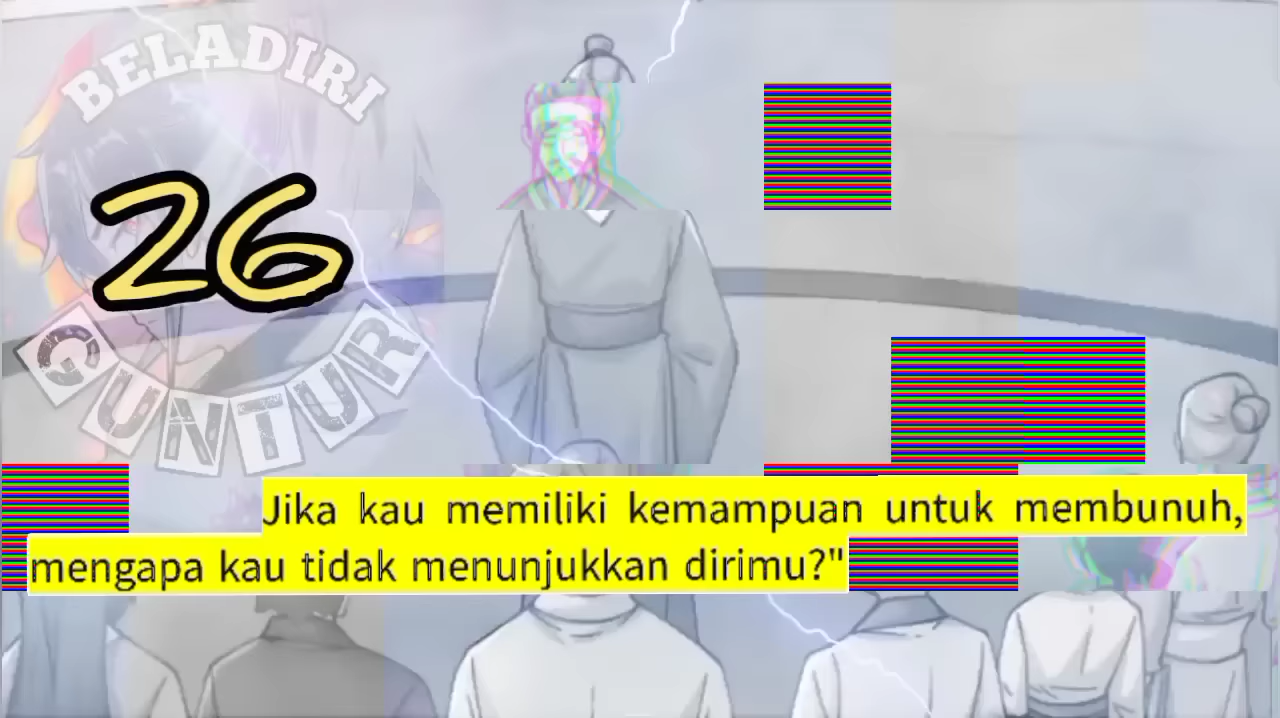 BELADIRI
26
GUNTUR
Jika kau memiliki kemampuan untuk membunuh,
mengapa kau tidak menunjukkan dirimu?"